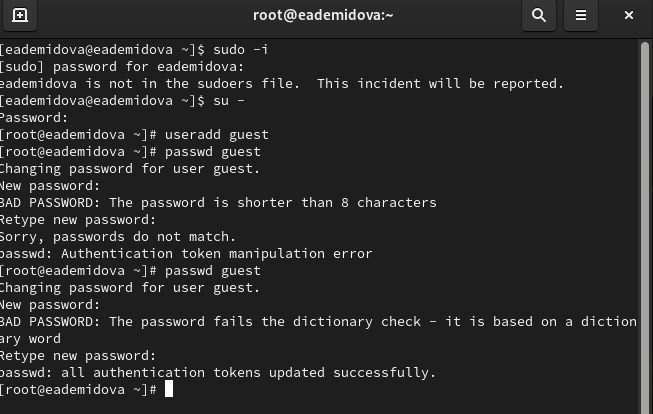 root@eademidova:~
[eademidova@eademidova ~]$ sudo -i
[sudo] password for eademidova:
eademidova is not in the sudoers file.  This incident will be reported.
[eademidova@eademidova ~]$ su -
Password:
[root@eademidova ~]# useradd guest
[root@eademidova ~]# passwd guest
Changing password for user guest.
New password:
BAD PASSWORD: The password is shorter than 8 characters
Retype new password:
Sorry, passwords do not match.
passwd: Authentication token manipulation error
[root@eademidova ~]# passwd guest
Changing password for user guest.
New password:
BAD PASSWORD: The password fails the dictionary check - it is based on a diction
ary word
Retype new password:
passwd: all authentication tokens updated successfully.
[root@eademidova ~]#